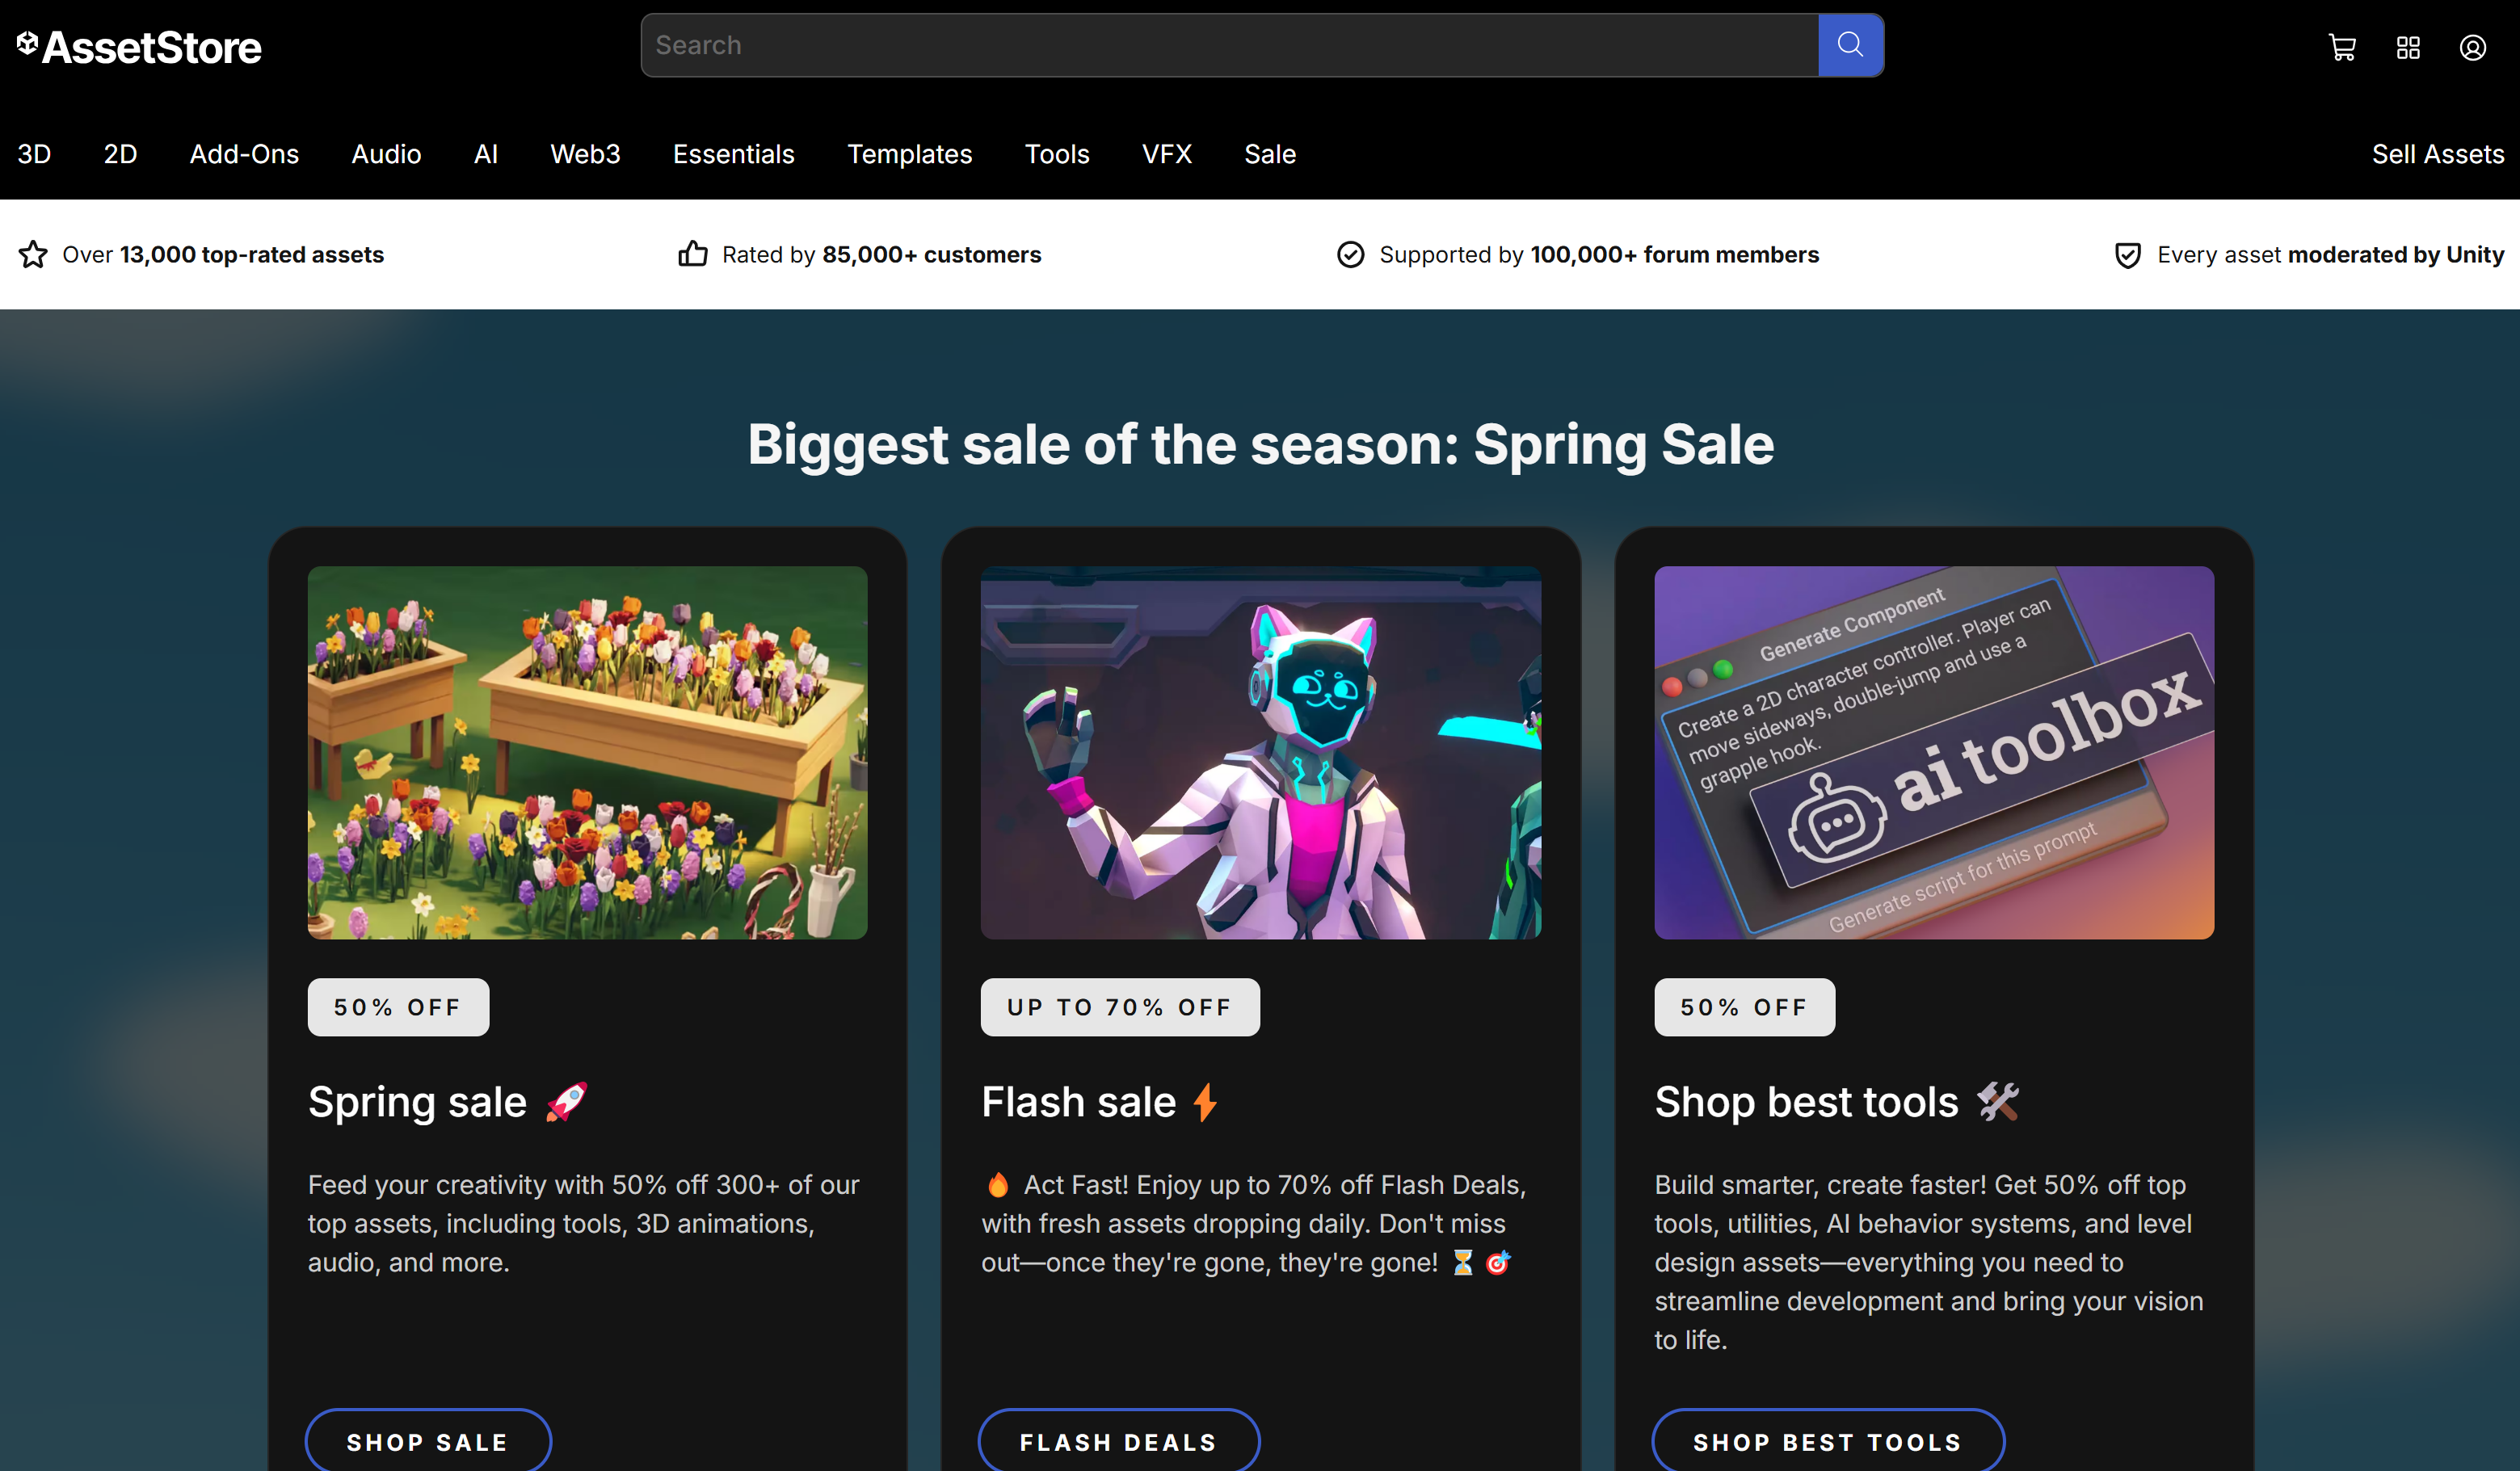 AssetStore
Search
3D 2D Add-Ons Audio AI Web3 Essentials Templates Tools VFX Sale Sell Assets
Over 13,000 top-rated assets
Rated by 85,000+ customers
Supported by 100,000+ forum members
Every asset moderated by Unity
Biggest sale of the season: Spring Sale
50% OFF
Spring sale 🚀
Feed your creativity with 50% off 300+ of our
top assets, including tools, 3D animations,
audio, and more.
SHOP SALE
UP TO 70% OFF
Flash sale ⚡
🔥 Act Fast! Enjoy up to 70% off Flash Deals,
with fresh assets dropping daily. Don't miss
out—once they're gone, they're gone! ⏳ 🎯
FLASH DEALS
Generate Component
Create a 2D character controller. Player can
move sideways, double-jump and use a
grapple hook.
ai toolbox
Generate script for this prompt
50% OFF
Shop best tools 🛠️
Build smarter, create faster! Get 50% off top
tools, utilities, AI behavior systems, and level
design assets—everything you need to
streamline development and bring your vision
to life.
SHOP BEST TOOLS